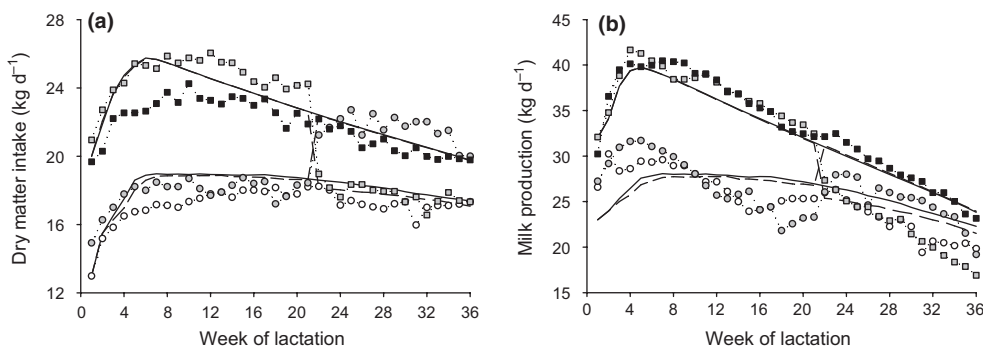 (a)
28
24
20
16
12
0 4 8 12 16 20 24 28 32 36
Week of lactation
Dry matter intake (kg d⁻¹)
(b)
45
40
35
30
25
20
15
0 4 8 12 16 20 24 28 32 36
Week of lactation
Milk production (kg d⁻¹)